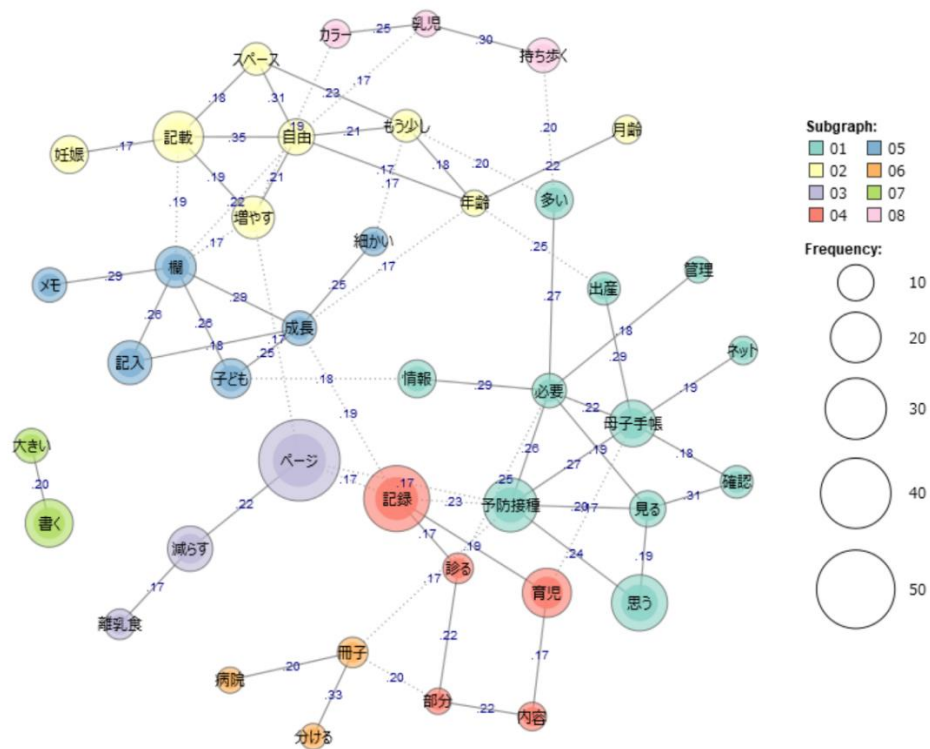 カラー
.25
乳児
.30
持ち歩く
スペース
.18
.31
.23
.17
.19
.20
記載
.35
自由
.21
もう少し
月齢
妊娠
.17
.19
.21
.17
.18
.20
.22
.19
.22
増やす
.17
年齢
多い
.17
細かい
.25
メモ
.29
欄
.29
.25
.17
.27
出産
管理
.26
.26
成長
.18
.29
記入
.18
.25
.17
子ども
.18
情報
.29
必要
.22
.19
ネット
.19
母子手帳
大きい
ページ
.26
.27
.19
.18
.20
.17
.17
.25
確認
書く
.22
記録
.23
予防接種
.20
.17
見る
.31
減らす
.17
.19
.24
.19
.17
診る
育児
思う
離乳食
.17
冊子
.22
.17
病院
.20
.33
.20
部分
.22
内容
分ける
Subgraph:
01 05
02 06
03 07
04 08
Frequency:
10
20
30
40
50